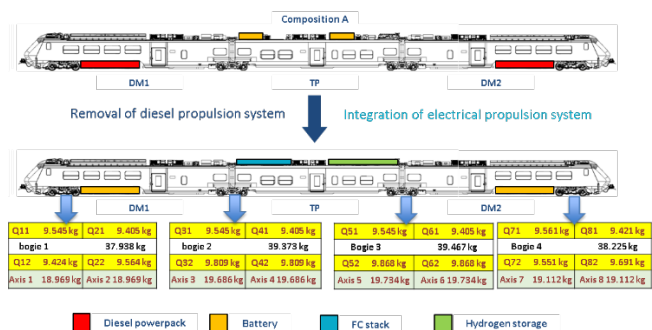 Composition A
DM1 TP DM2
Removal of diesel propulsion system Integration of electrical propulsion system
DM1 TP DM2
Q11 9.545 kg Q21 9.405 kg Q31 9.545 kg Q41 9.405 kg Q51 9.545 kg Q61 9.405 kg Q71 9.561 kg Q81 9.421 kg
bogie 1 37.938 kg bogie 2 39.373 kg Bogie 3 39.467 kg Bogie 4 38.225 kg
Q12 9.424 kg Q22 9.564 kg Q32 9.809 kg Q42 9.809 kg Q52 9.868 kg Q62 9.868 kg Q72 9.551 kg Q82 9.691 kg
Axis 1 18.969 kg Axis 2 18.969 kg Axis 3 19.686 kg Axis 4 19.686 kg Axis 5 19.734 kg Axis 6 19.734 kg Axis 7 19.112 kg Axis 8 19.112 kg
Diesel powerpack Battery FC stack Hydrogen storage